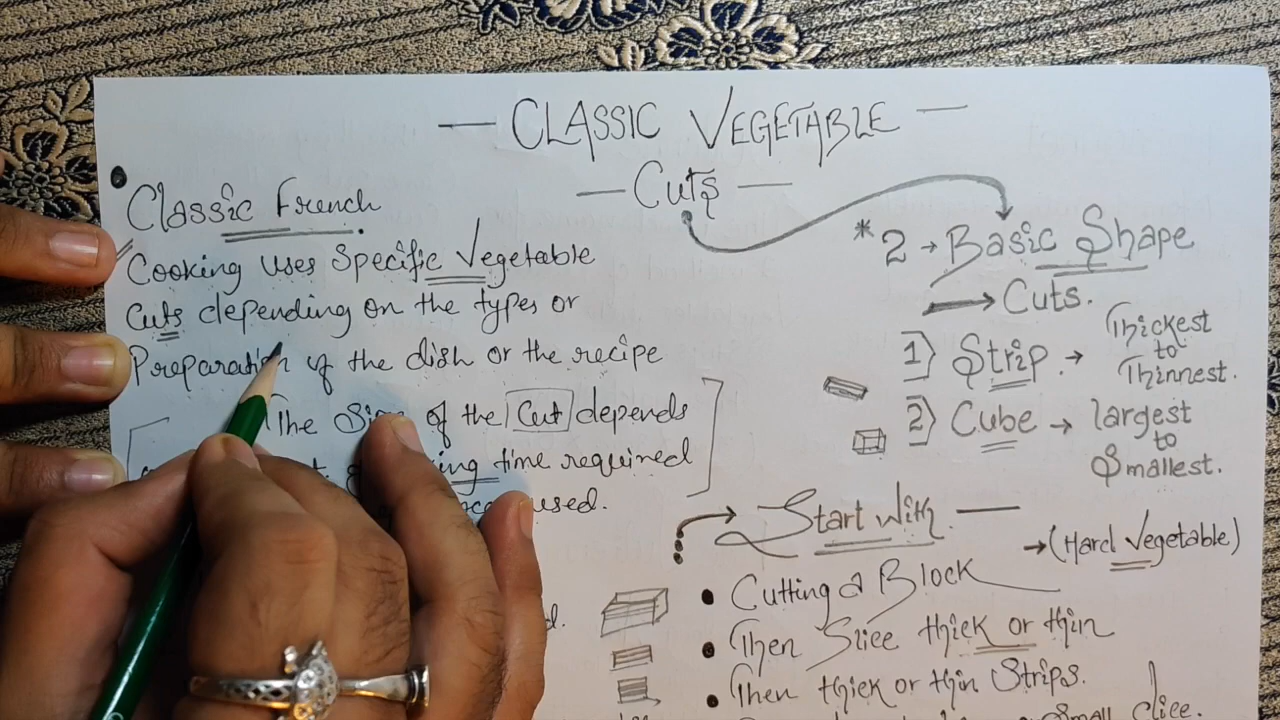 — CLASSIC VEGETABLE —
— Cuts —
Classic French.
Cooking uses Specific Vegetable
Cuts depending on the types or
Preparation of the dish or the recipe
The Size of the Cut depends
time required
used.
d.
* 2 → Basic Shape
→ Cuts.
1) Strip. → Thickest
to
Thinnest.
2) Cube → largest
to
Smallest.
Start with —
→ (Hard Vegetable)
• Cutting a Block
• Then Slice thick or thin
• Then thick or thin Strips.
Small dice.